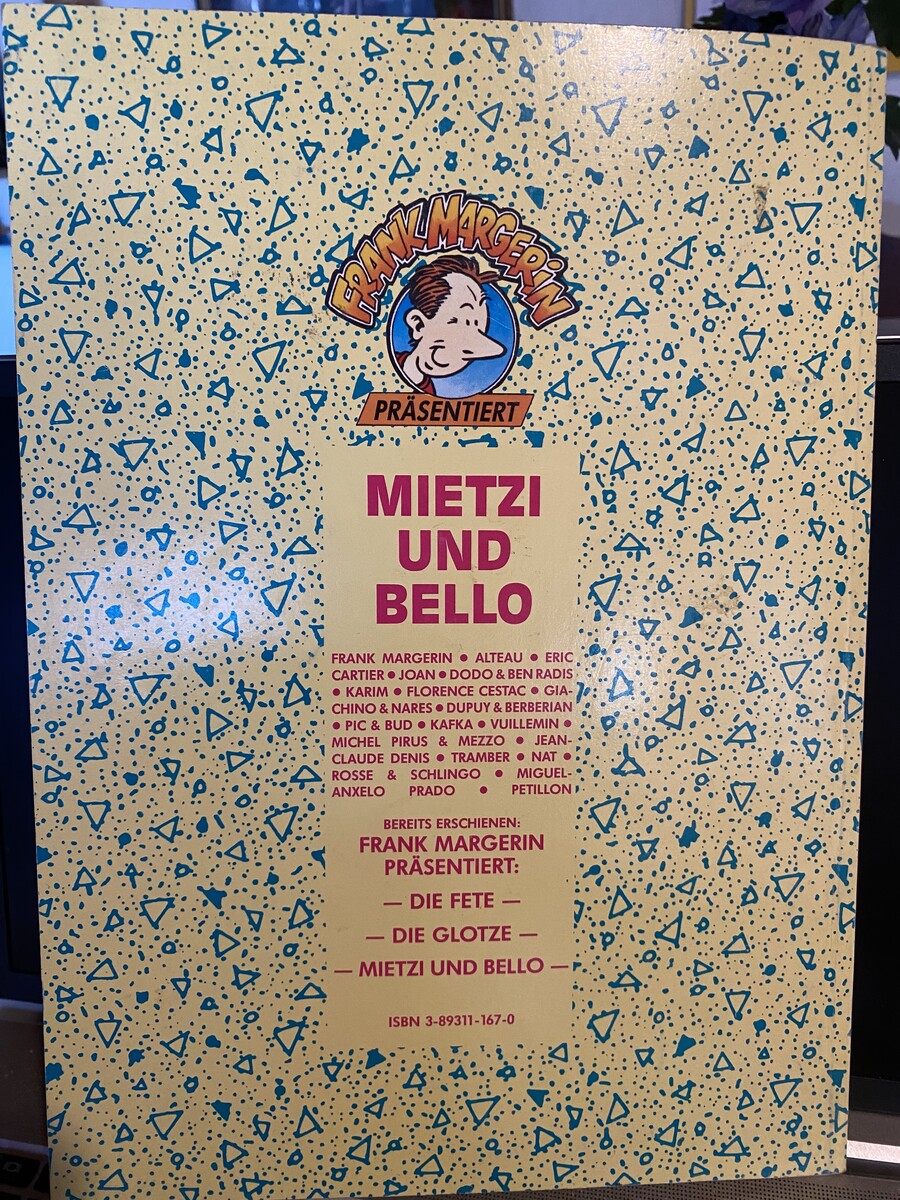 FRANK MARGERIN
PRÄSENTIERT
MIETZI
UND
BELLO
FRANK MARGERIN • ALTEAU • ERIC
CARTIER • JOAN • DODO & BEN RADIS
• KARIM • FLORENCE CESTAC • GIA-
CHINO & NARES • DUPUY & BERBERIAN
• PIC & BUD • KAFKA • VUILLEMIN •
MICHEL PIRUS & MEZZO • JEAN-
CLAUDE DENIS • TRAMBER • NAT •
ROSSE & SCHLINGO • MIGUEL-
ANXELO PRADO • PETILLON
BEREITS ERSCHIENEN:
FRANK MARGERIN
PRÄSENTIERT:
— DIE FETE —
— DIE GLOTZE —
— MIETZI UND BELLO —
ISBN 3-89311-167-0